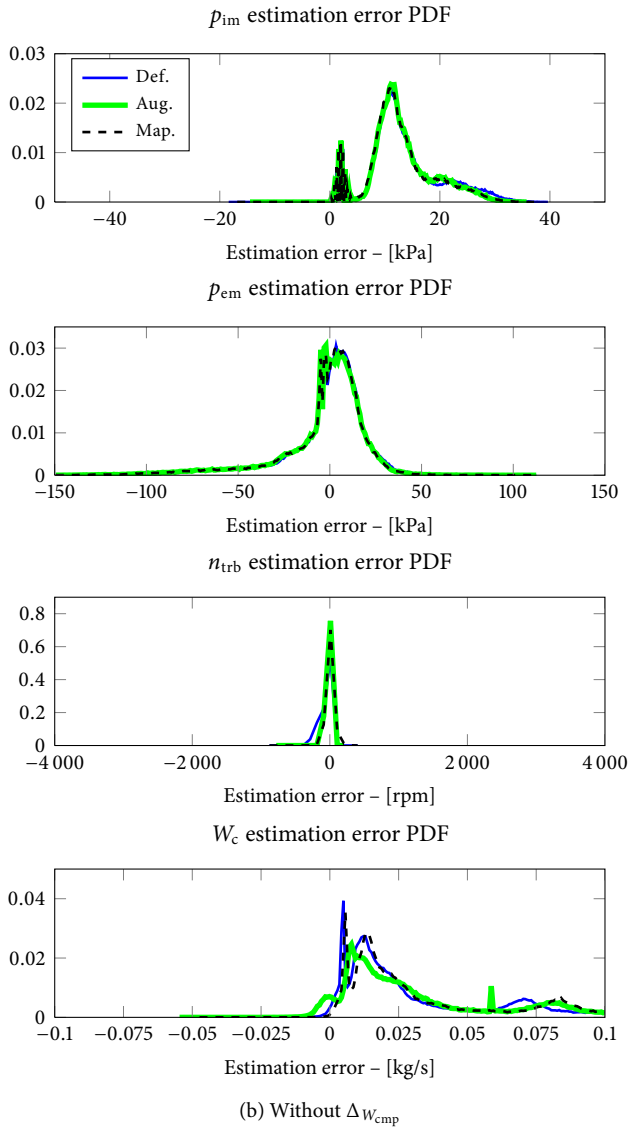 p_im estimation error PDF
0.03
0.02
0.01
0
Def.
Aug.
Map.
−40 −20 0 20 40
Estimation error – [kPa]
p_em estimation error PDF
0.03
0.02
0.01
0
−150 −100 −50 0 50 100 150
Estimation error – [kPa]
n_trb estimation error PDF
0.8
0.6
0.4
0.2
0
−4 000 −2 000 0 2 000 4 000
Estimation error – [rpm]
W_c estimation error PDF
0.04
0.02
0
−0.1 −0.075 −0.05 −0.025 0 0.025 0.05 0.075 0.1
Estimation error – [kg/s]
(b) Without Δ_W_cmp